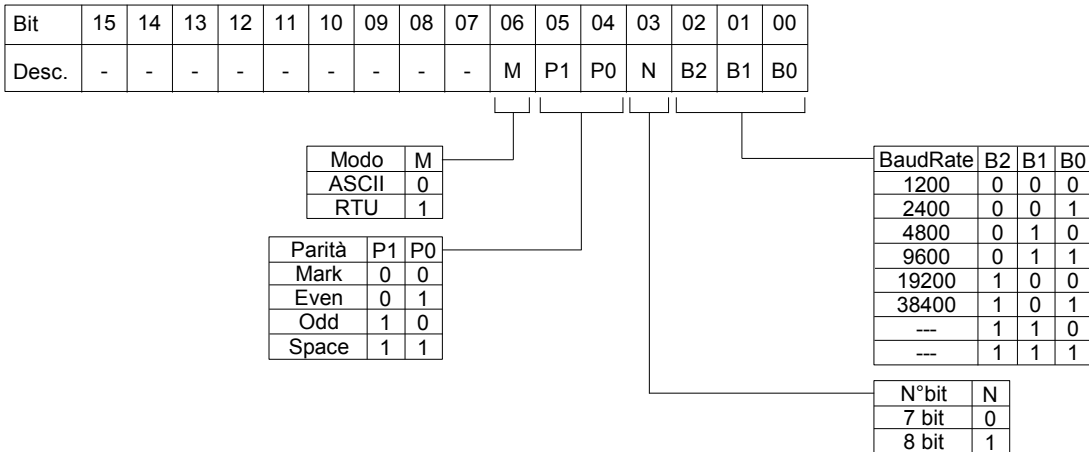 Bit 15 14 13 12 11 10 09 08 07 06 05 04 03 02 01 00
Desc. - - - - - - - - - M P1 P0 N B2 B1 B0
Modo M
ASCII 0
RTU 1
Parità P1 P0
Mark 0 0
Even 0 1
Odd 1 0
Space 1 1
BaudRate B2 B1 B0
1200 0 0 0
2400 0 0 1
4800 0 1 0
9600 0 1 1
19200 1 0 0
38400 1 0 1
--- 1 1 0
--- 1 1 1
N°bit N
7 bit 0
8 bit 1